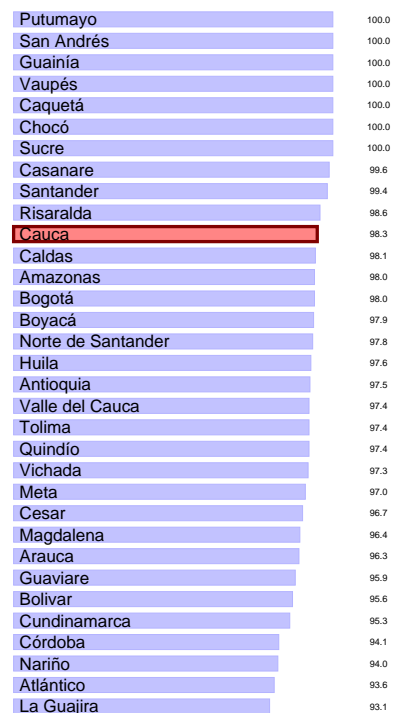 Putumayo 100.0
San Andrés 100.0
Guainía 100.0
Vaupés 100.0
Caquetá 100.0
Chocó 100.0
Sucre 100.0
Casanare 99.6
Santander 99.4
Risaralda 98.6
Cauca 98.3
Caldas 98.1
Amazonas 98.0
Bogotá 98.0
Boyacá 97.9
Norte de Santander 97.8
Huila 97.6
Antioquia 97.5
Valle del Cauca 97.4
Tolima 97.4
Quindío 97.4
Vichada 97.3
Meta 97.0
Cesar 96.7
Magdalena 96.4
Arauca 96.3
Guaviare 95.9
Bolivar 95.6
Cundinamarca 95.3
Córdoba 94.1
Nariño 94.0
Atlántico 93.6
La Guajira 93.1